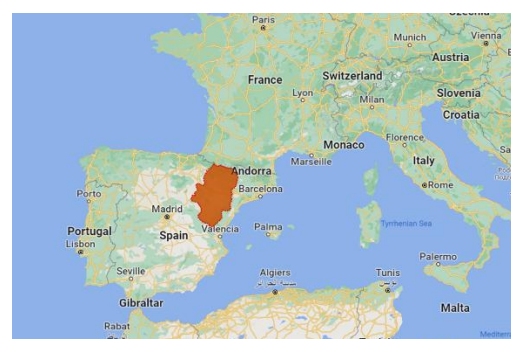 Paris
Munich
Vienna
Austria
France
Switzerland
Slovenia
Lyon
Milan
Croatia
Florence
Monaco
Marseille
Italy
Andorra
Rome
Barcelona
Porto
Madrid
Tyrrhenian Sea
Portugal
Spain
Valencia
Palma
Lisbon
Palermo
Seville
Algiers
Tunis
تونس
Gibraltar
Malta
Rabat